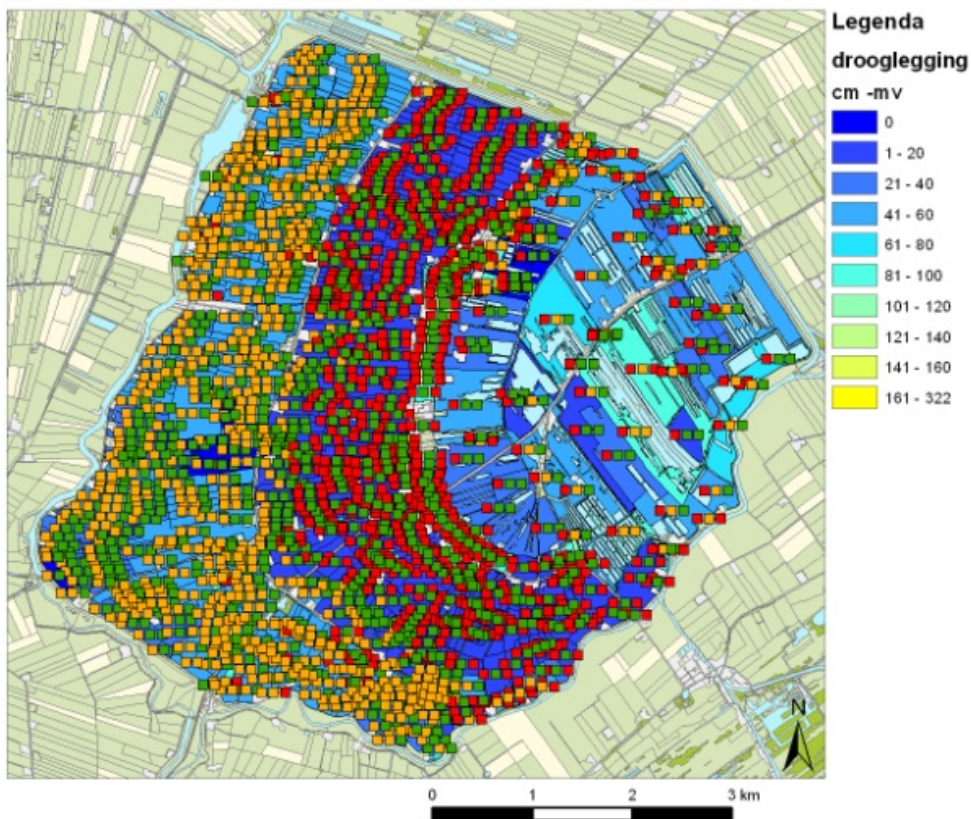 Legenda
drooglegging
cm -mv
0
1 - 20
21 - 40
41 - 60
61 - 80
81 - 100
101 - 120
121 - 140
141 - 160
161 - 322
N
0 1 2 3 km